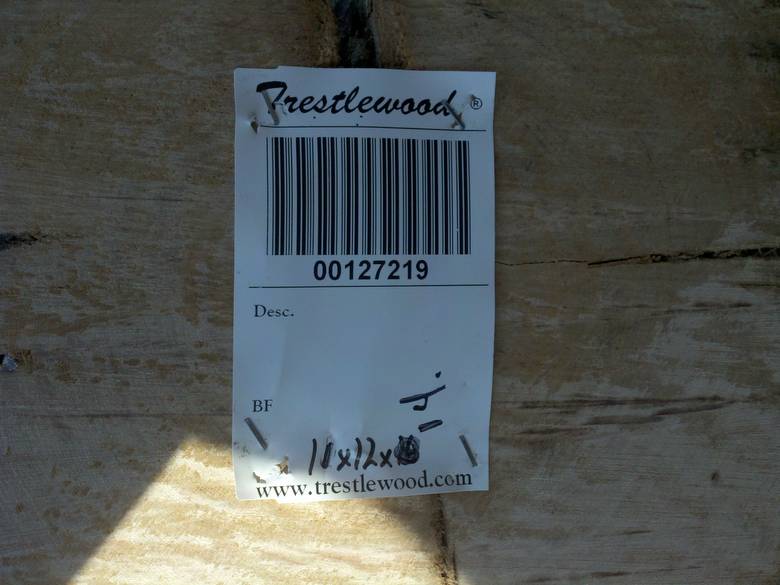 Trestlewood ®
00127219
Desc.
BF
11x12x
www.trestlewood.com